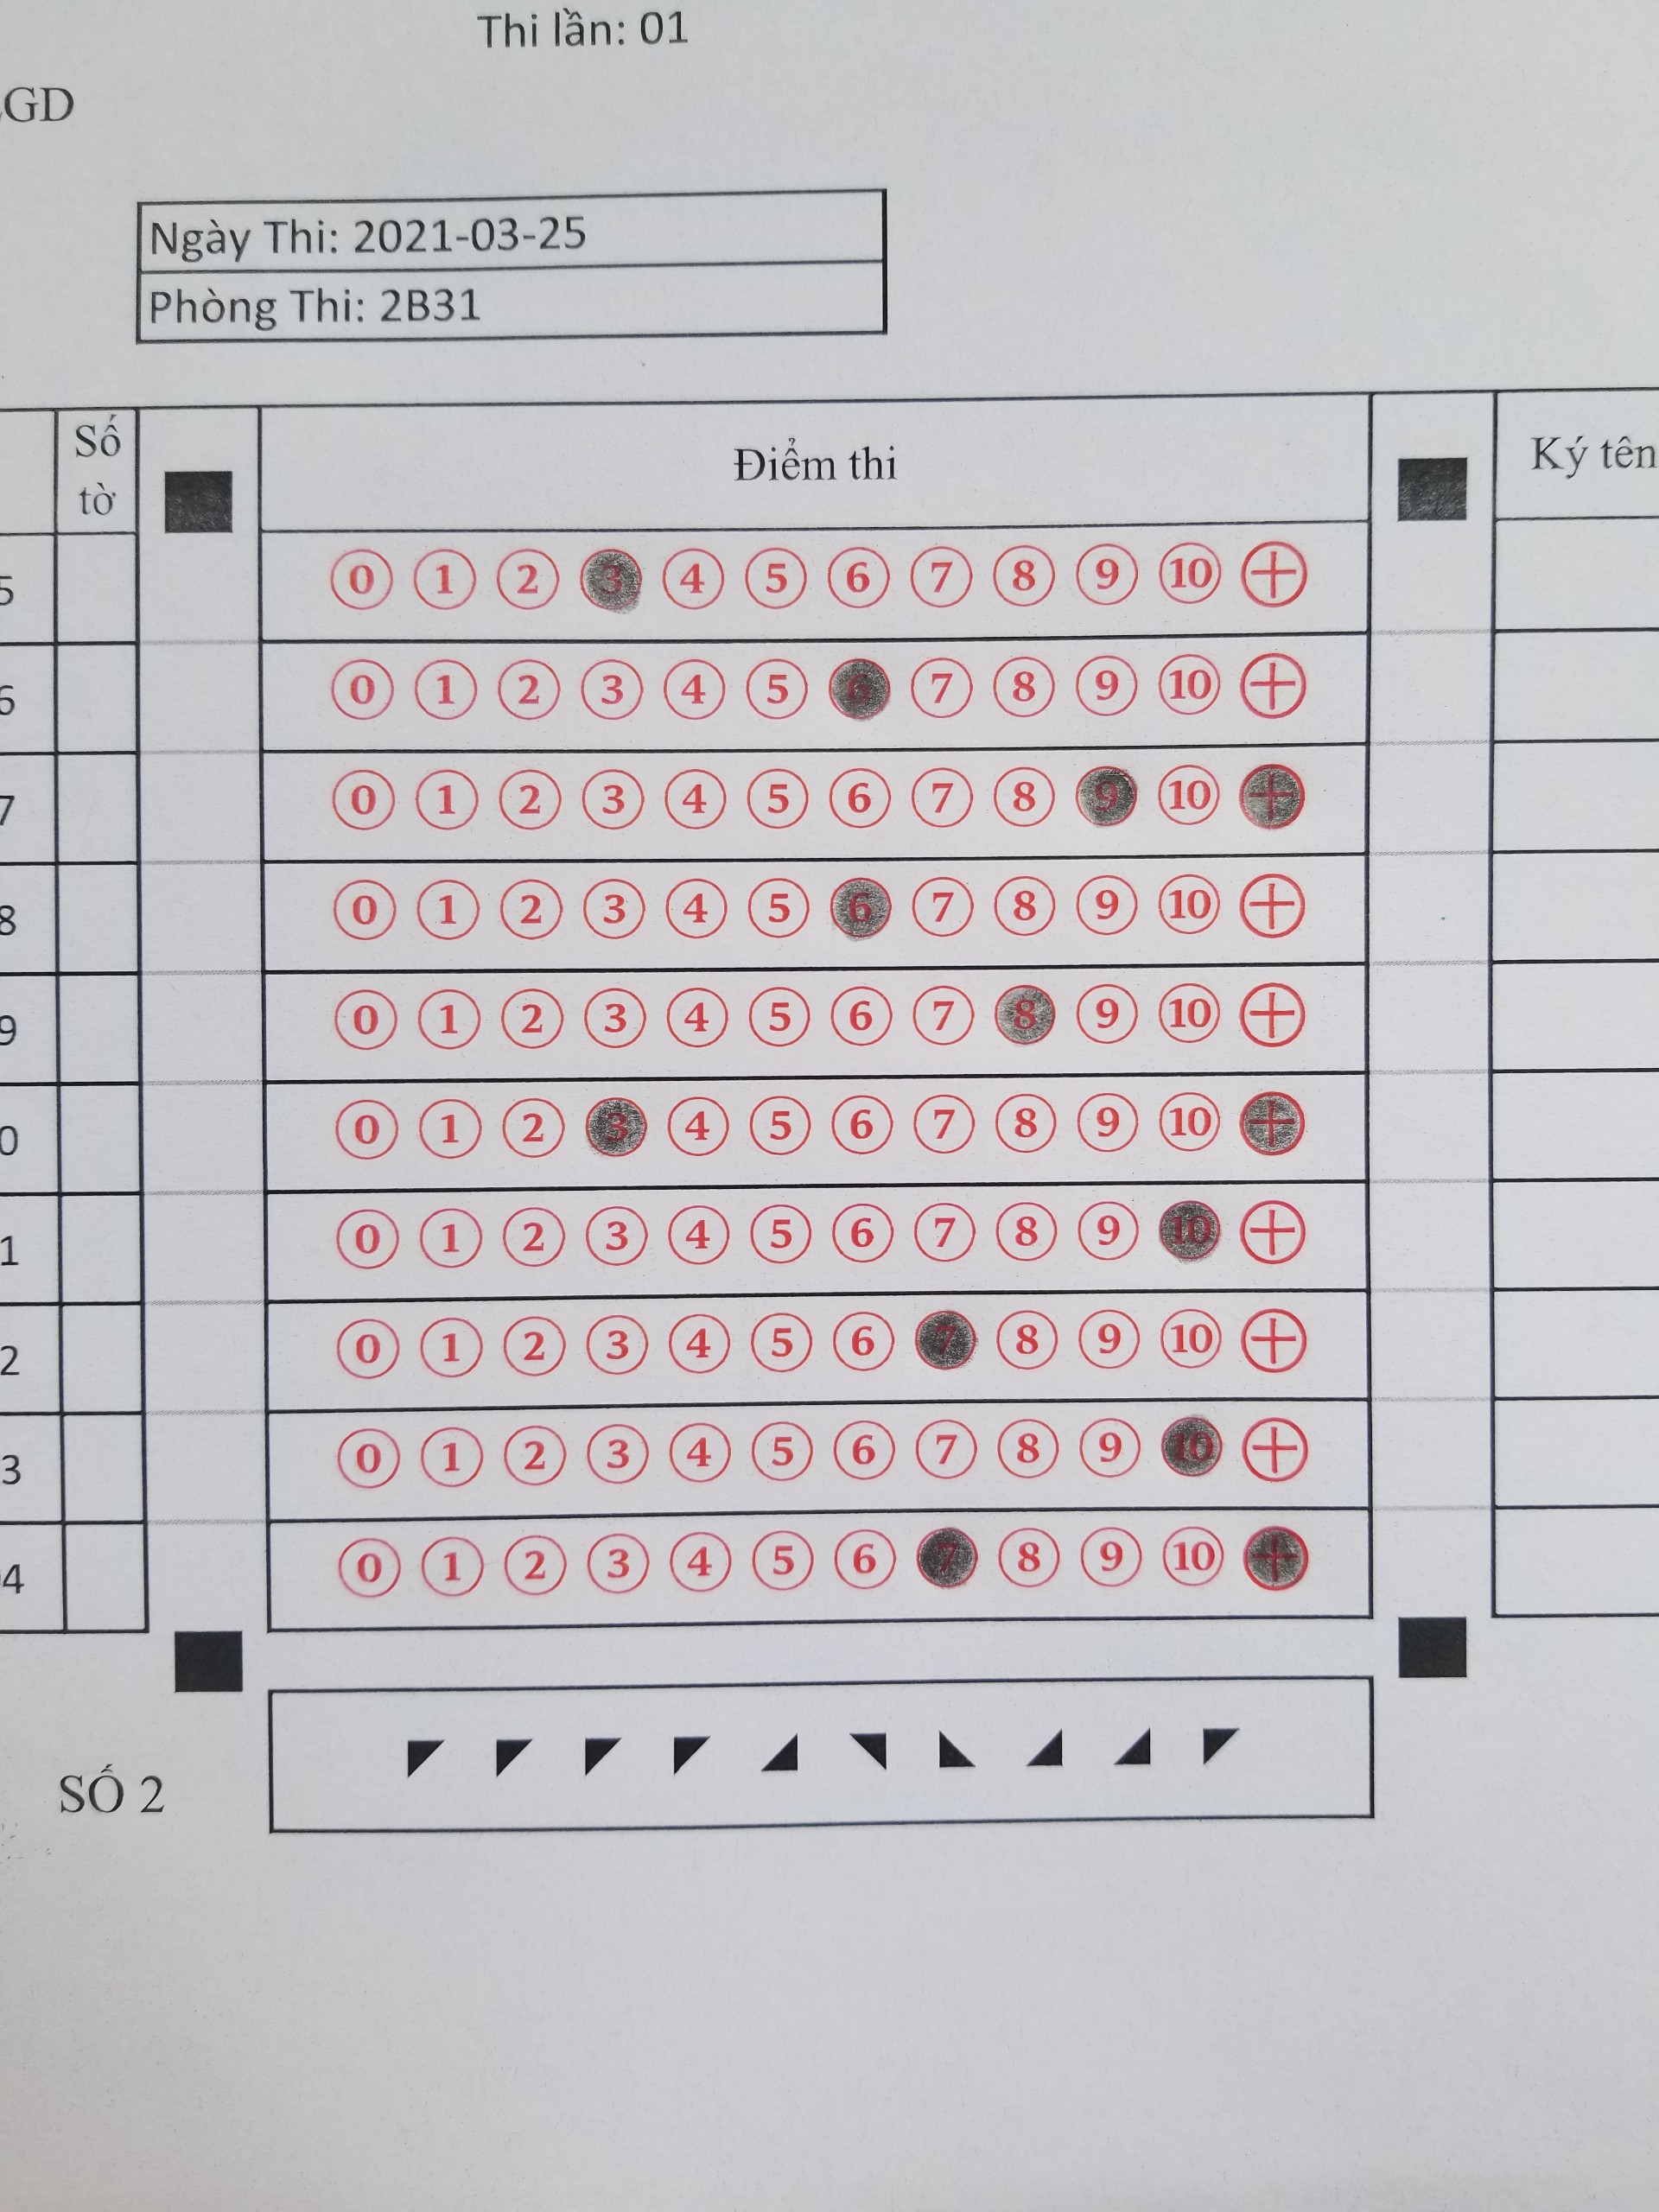 Thi lần: 01
GD
Ngày Thi: 2021-03-25
Phòng Thi: 2B31
Số tờ Điểm thi Ký tên
5 0 1 2 3 4 5 6 7 8 9 10 +
6 0 1 2 3 4 5 6 7 8 9 10 +
7 0 1 2 3 4 5 6 7 8 9 10 +
8 0 1 2 3 4 5 6 7 8 9 10 +
9 0 1 2 3 4 5 6 7 8 9 10 +
0 0 1 2 3 4 5 6 7 8 9 10 +
1 0 1 2 3 4 5 6 7 8 9 10 +
2 0 1 2 3 4 5 6 7 8 9 10 +
3 0 1 2 3 4 5 6 7 8 9 10 +
4 0 1 2 3 4 5 6 7 8 9 10 +
SỐ 2